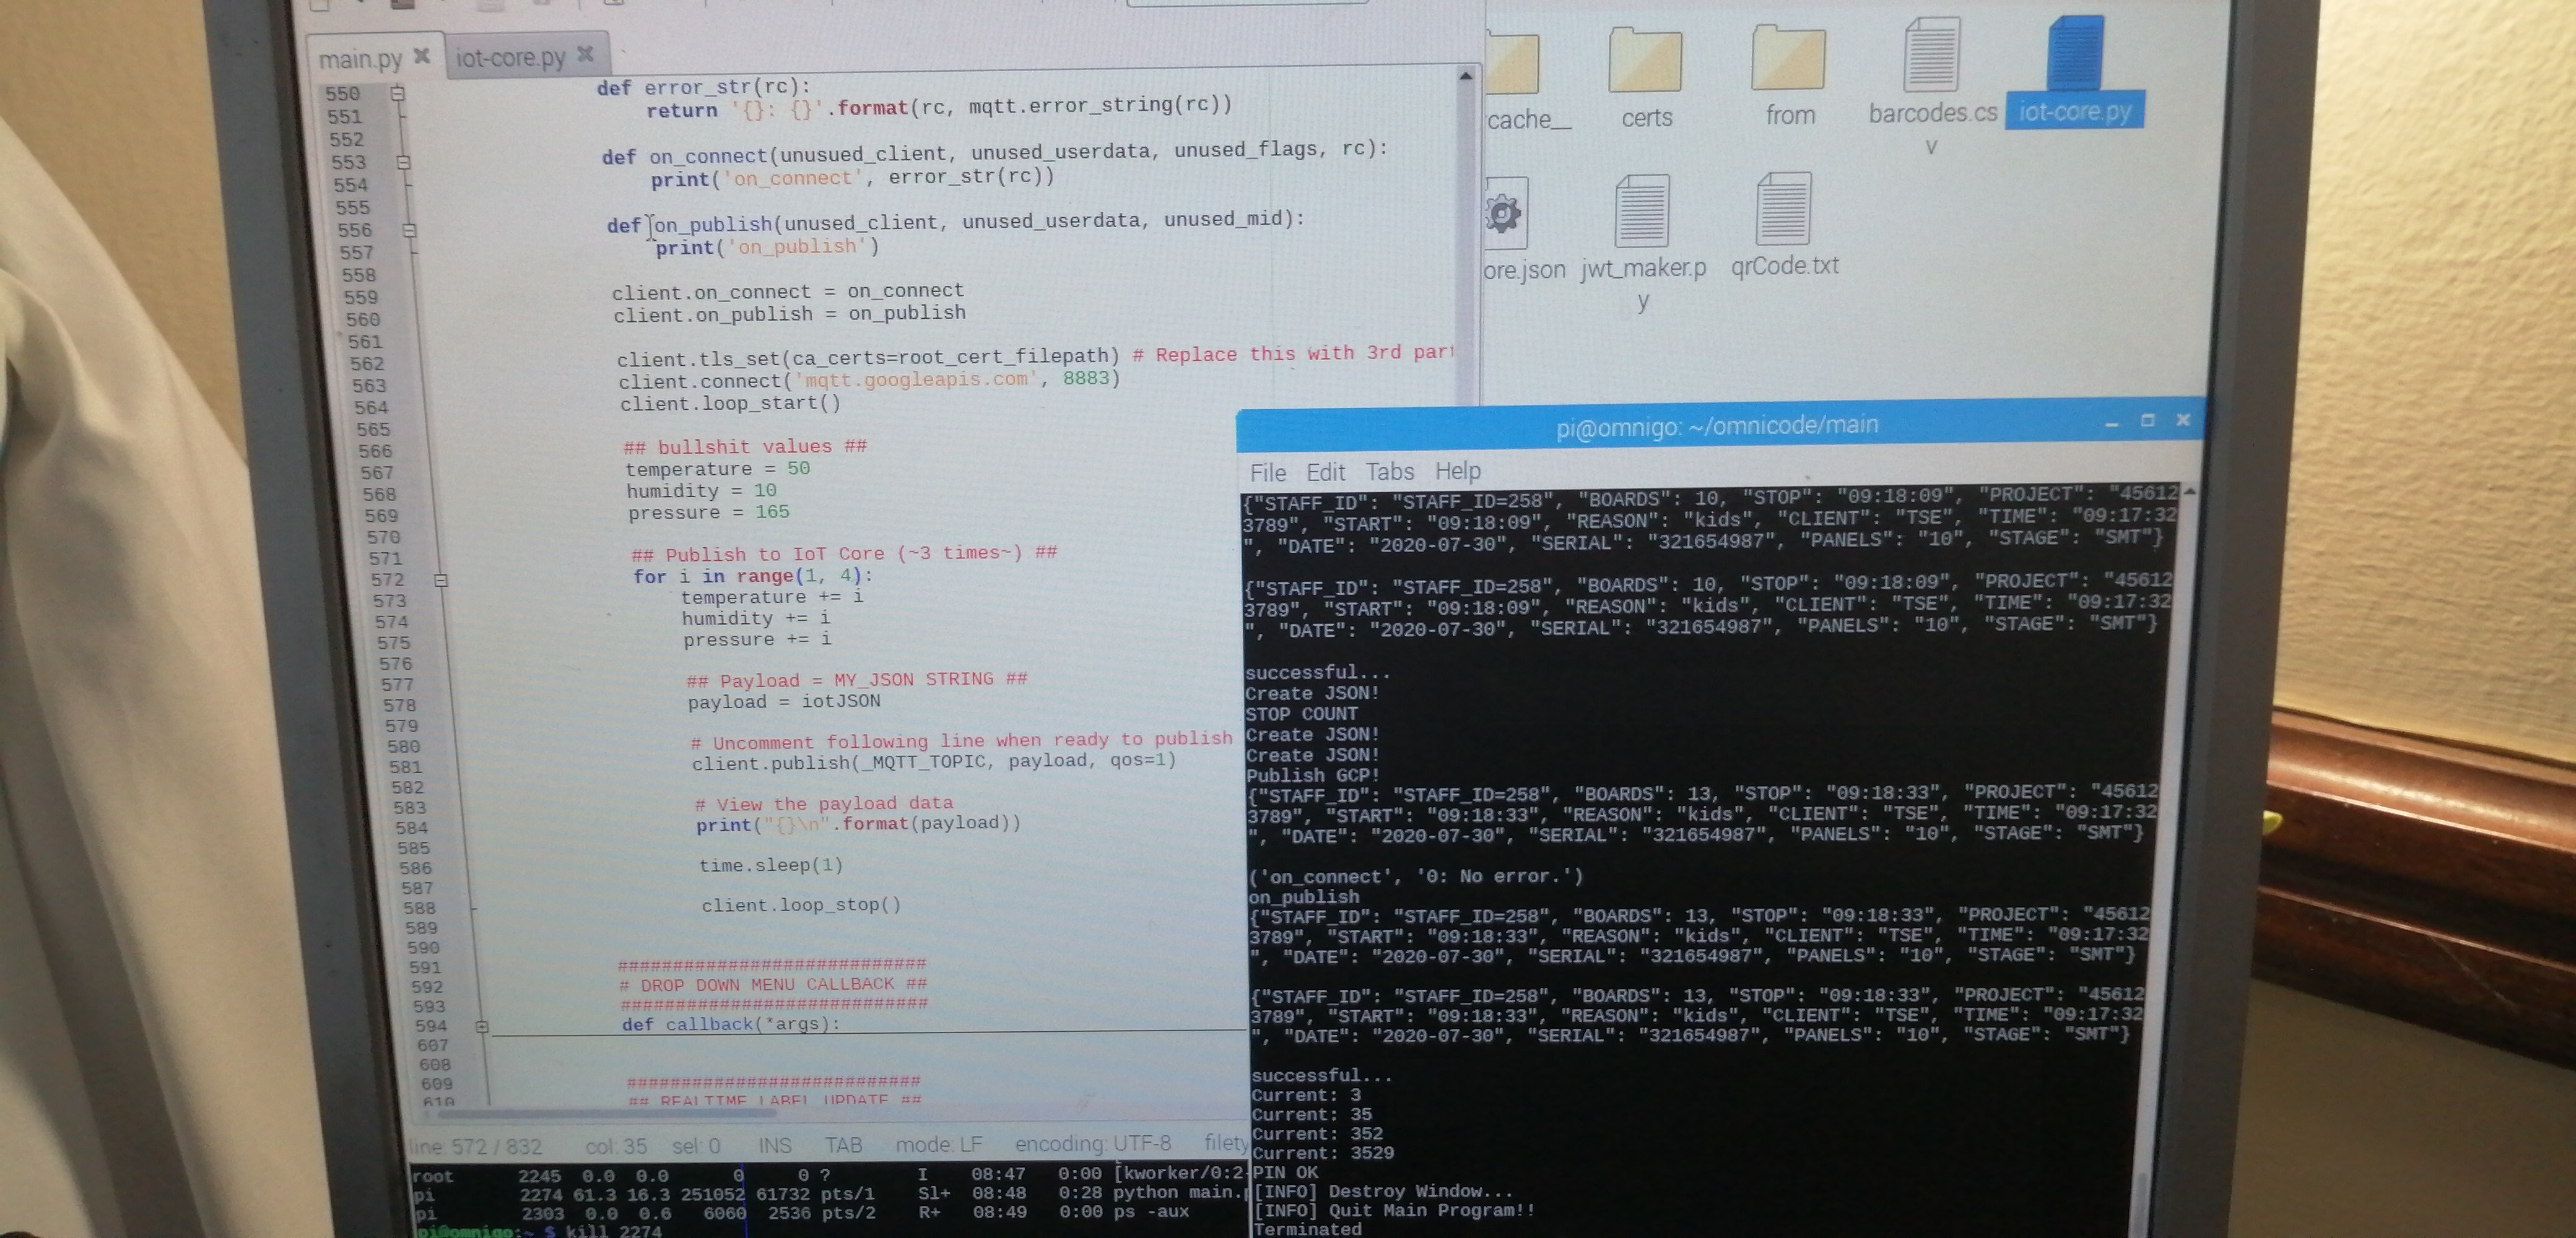 main.py
iot-core.py
550 def error_str(rc):
551 return '{}: {}'.format(rc, mqtt.error_string(rc))
552
553 def on_connect(unusued_client, unused_userdata, unused_flags, rc):
554 print('on_connect', error_str(rc))
555
556 def on_publish(unused_client, unused_userdata, unused_mid):
557 print('on_publish')
558
559 client.on_connect = on_connect
560 client.on_publish = on_publish
561
562 client.tls_set(ca_certs=root_cert_filepath) # Replace this with 3rd
563 client.connect('mqtt.googleapis.com', 8883)
564 client.loop_start()
565
566 ## bullshit values ##
567 temperature = 50
568 humidity = 10
569 pressure = 165
570
571 ## Publish to IoT Core (~3 times~) ##
572 for i in range(1, 4):
573 temperature += i
574 humidity += i
575 pressure += i
576
577 ## Payload = MY_JSON STRING ##
578 payload = iotJSON
579
580 # Uncomment following line when ready to publish
581 client.publish(_MQTT_TOPIC, payload, qos=1)
582
583 # View the payload data
584 print("{}\n".format(payload))
585
586 time.sleep(1)
587
588 client.loop_stop()
589
590
591 ############################
592 # DROP DOWN MENU CALLBACK ##
593 ############################
594 def callback(*args):
607
608
609 ###########################
610 ## REALTIME LABEL UPDATE ##
line: 572 / 832 col: 35 sel: 0 INS TAB mode: LF encoding: UTF-8 filety
root 2245 0.0 0.0 0 0 ? I 08:47 0:00 [kworker/0:2-
pi 2274 61.3 16.3 251052 61732 pts/1 Sl+ 08:48 0:28 python main.
pi 2303 0.0 0.6 6060 2536 pts/2 R+ 08:49 0:00 ps -aux
pi@omnigo:~ $ kill 2274
cache__
certs
from
barcodes.cs
v
iot-core.py
ore.json
jwt_maker.p
y
qrCode.txt
pi@omnigo: ~/omnicode/main
File Edit Tabs Help
{"STAFF_ID": "STAFF_ID=258", "BOARDS": 10, "STOP": "09:18:09", "PROJECT": "45612
3789", "START": "09:18:09", "REASON": "kids", "CLIENT": "TSE", "TIME": "09:17:32
", "DATE": "2020-07-30", "SERIAL": "321654987", "PANELS": "10", "STAGE": "SMT"}
{"STAFF_ID": "STAFF_ID=258", "BOARDS": 10, "STOP": "09:18:09", "PROJECT": "45612
3789", "START": "09:18:09", "REASON": "kids", "CLIENT": "TSE", "TIME": "09:17:32
", "DATE": "2020-07-30", "SERIAL": "321654987", "PANELS": "10", "STAGE": "SMT"}
successful...
Create JSON!
STOP COUNT
Create JSON!
Create JSON!
Publish GCP!
{"STAFF_ID": "STAFF_ID=258", "BOARDS": 13, "STOP": "09:18:33", "PROJECT": "45612
3789", "START": "09:18:33", "REASON": "kids", "CLIENT": "TSE", "TIME": "09:17:32
", "DATE": "2020-07-30", "SERIAL": "321654987", "PANELS": "10", "STAGE": "SMT"}
('on_connect', '0: No error.')
on_publish
{"STAFF_ID": "STAFF_ID=258", "BOARDS": 13, "STOP": "09:18:33", "PROJECT": "45612
3789", "START": "09:18:33", "REASON": "kids", "CLIENT": "TSE", "TIME": "09:17:32
", "DATE": "2020-07-30", "SERIAL": "321654987", "PANELS": "10", "STAGE": "SMT"}
{"STAFF_ID": "STAFF_ID=258", "BOARDS": 13, "STOP": "09:18:33", "PROJECT": "45612
3789", "START": "09:18:33", "REASON": "kids", "CLIENT": "TSE", "TIME": "09:17:32
", "DATE": "2020-07-30", "SERIAL": "321654987", "PANELS": "10", "STAGE": "SMT"}
successful...
Current: 3
Current: 35
Current: 352
Current: 3529
PIN OK
[INFO] Destroy Window...
[INFO] Quit Main Program!!
Terminated